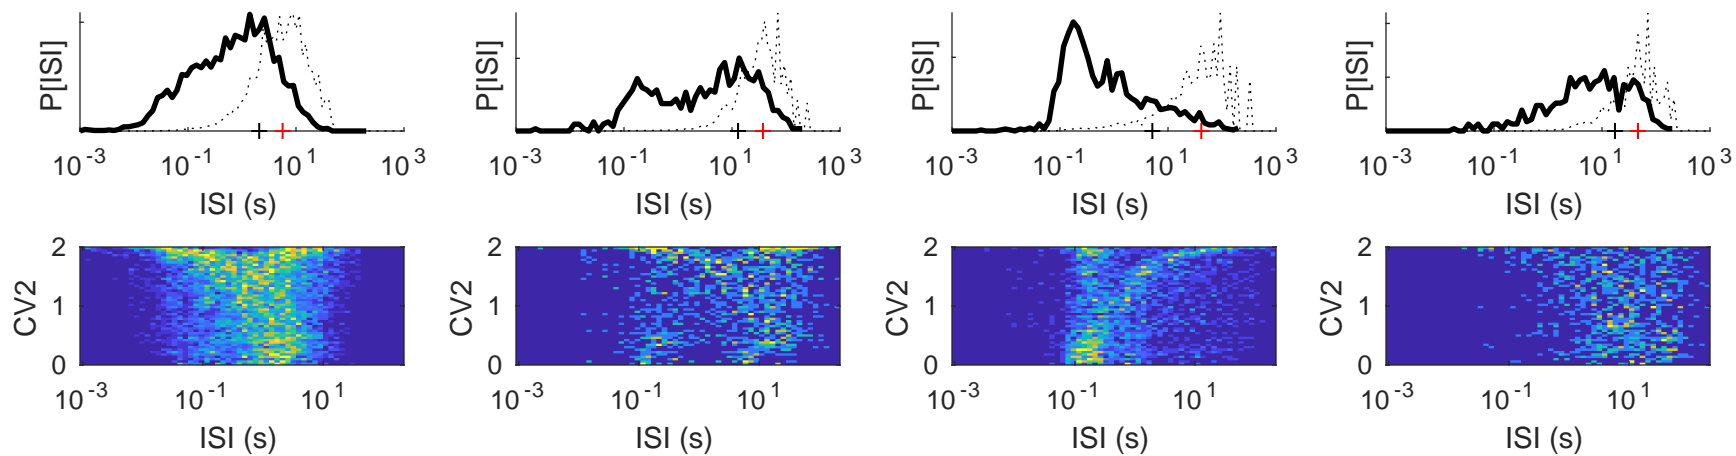 P[ISI] P[ISI] P[ISI] P[ISI]
10^-3 10^-1 10^1 10^3 10^-3 10^-1 10^1 10^3 10^-3 10^-1 10^1 10^3 10^-3 10^-1 10^1 10^3
ISI (s) ISI (s) ISI (s) ISI (s)
2 2 2 2
CV2 1 CV2 1 CV2 1 CV2 1
0 0 0 0
10^-3 10^-1 10^1 10^-3 10^-1 10^1 10^-3 10^-1 10^1 10^-3 10^-1 10^1
ISI (s) ISI (s) ISI (s) ISI (s)